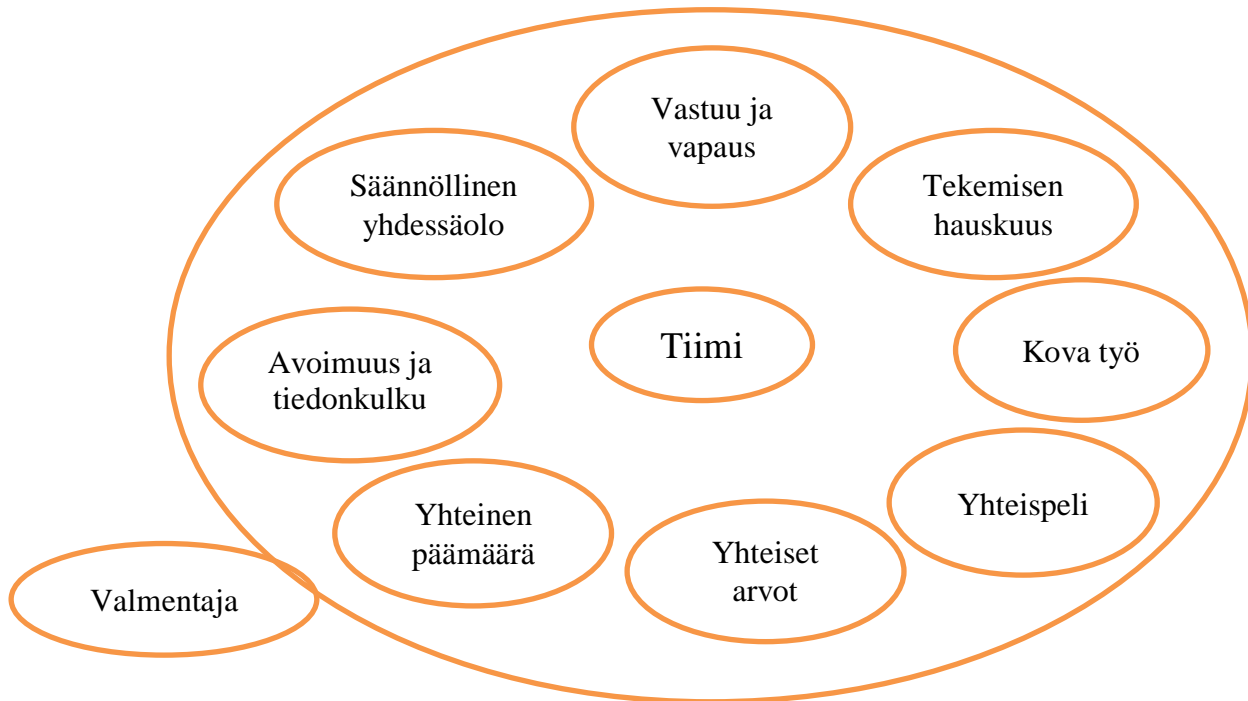 Vastuu ja
vapaus
Säännöllinen
yhdessäolo
Tekemisen
hauskuus
Tiimi
Kova työ
Avoimuus ja
tiedonkulku
Yhteispeli
Yhteinen
päämäärä
Yhteiset
arvot
Valmentaja